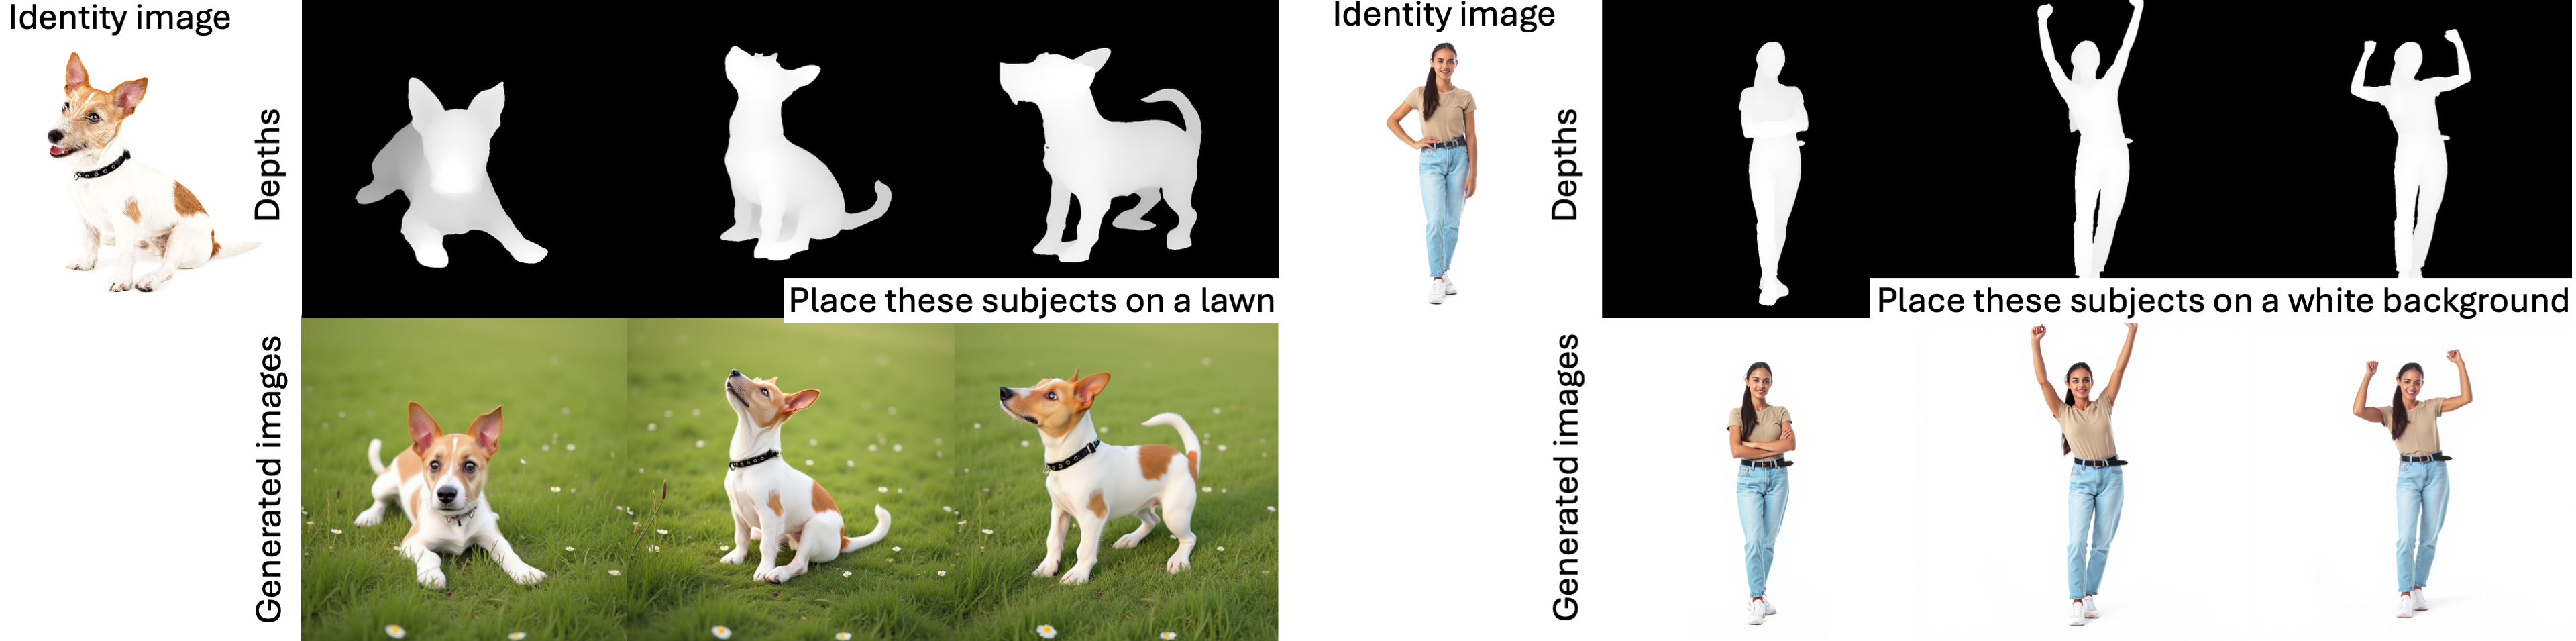 Identity image
Depths
Place these subjects on a lawn
Generated images
Identity image
Depths
Place these subjects on a white background
Generated images